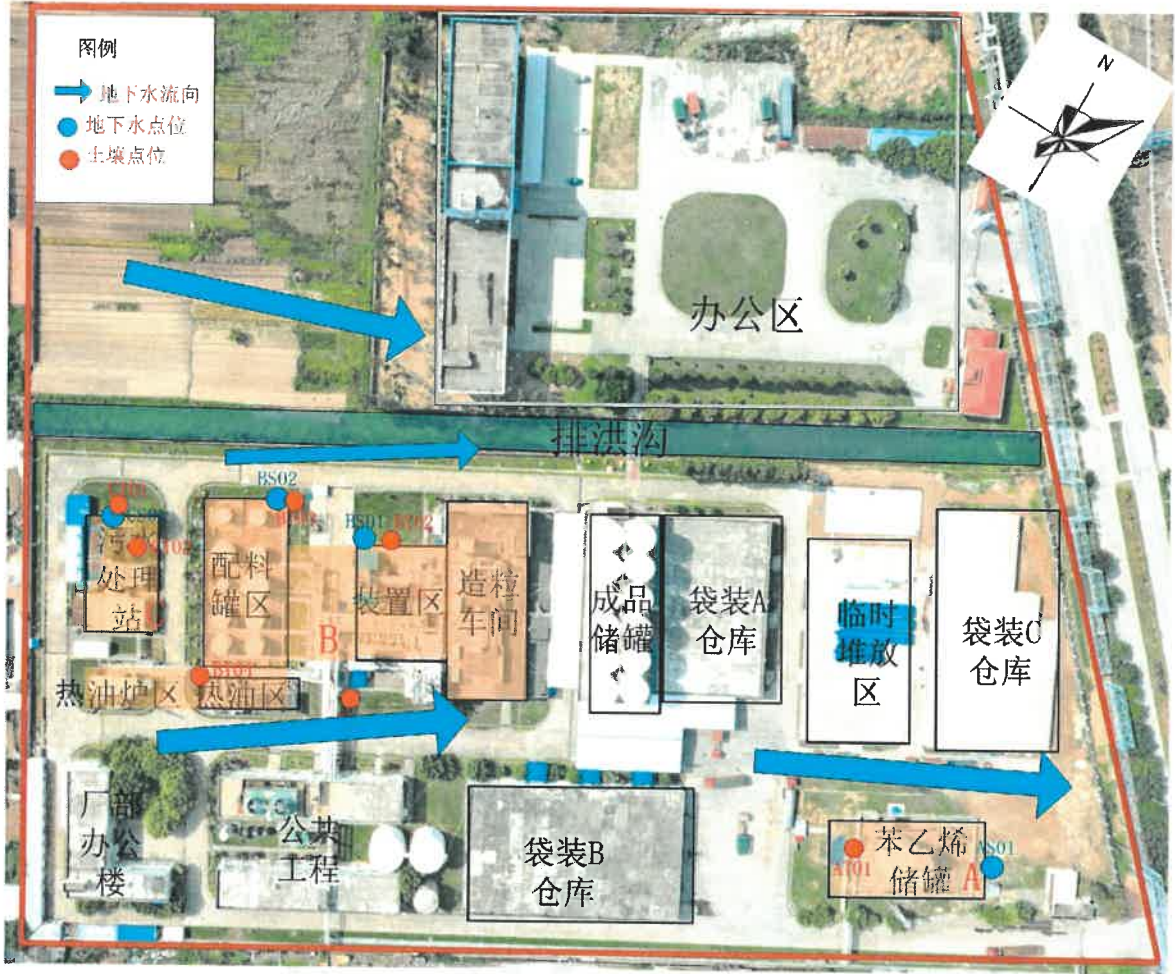 图例
地下水流向
地下水点位
土壤点位
N
办公区
排洪沟
BS02
BS01
BT02
处理
站
配料
罐区
装置区
造粒
车间
成品
储罐
袋装A
仓库
临时
堆放
区
袋装C
仓库
B
BT01
热油炉区
热油区
厂部
办公
楼
公共
工程
袋装B
仓库
苯乙烯
储罐
A
AT01
AS01